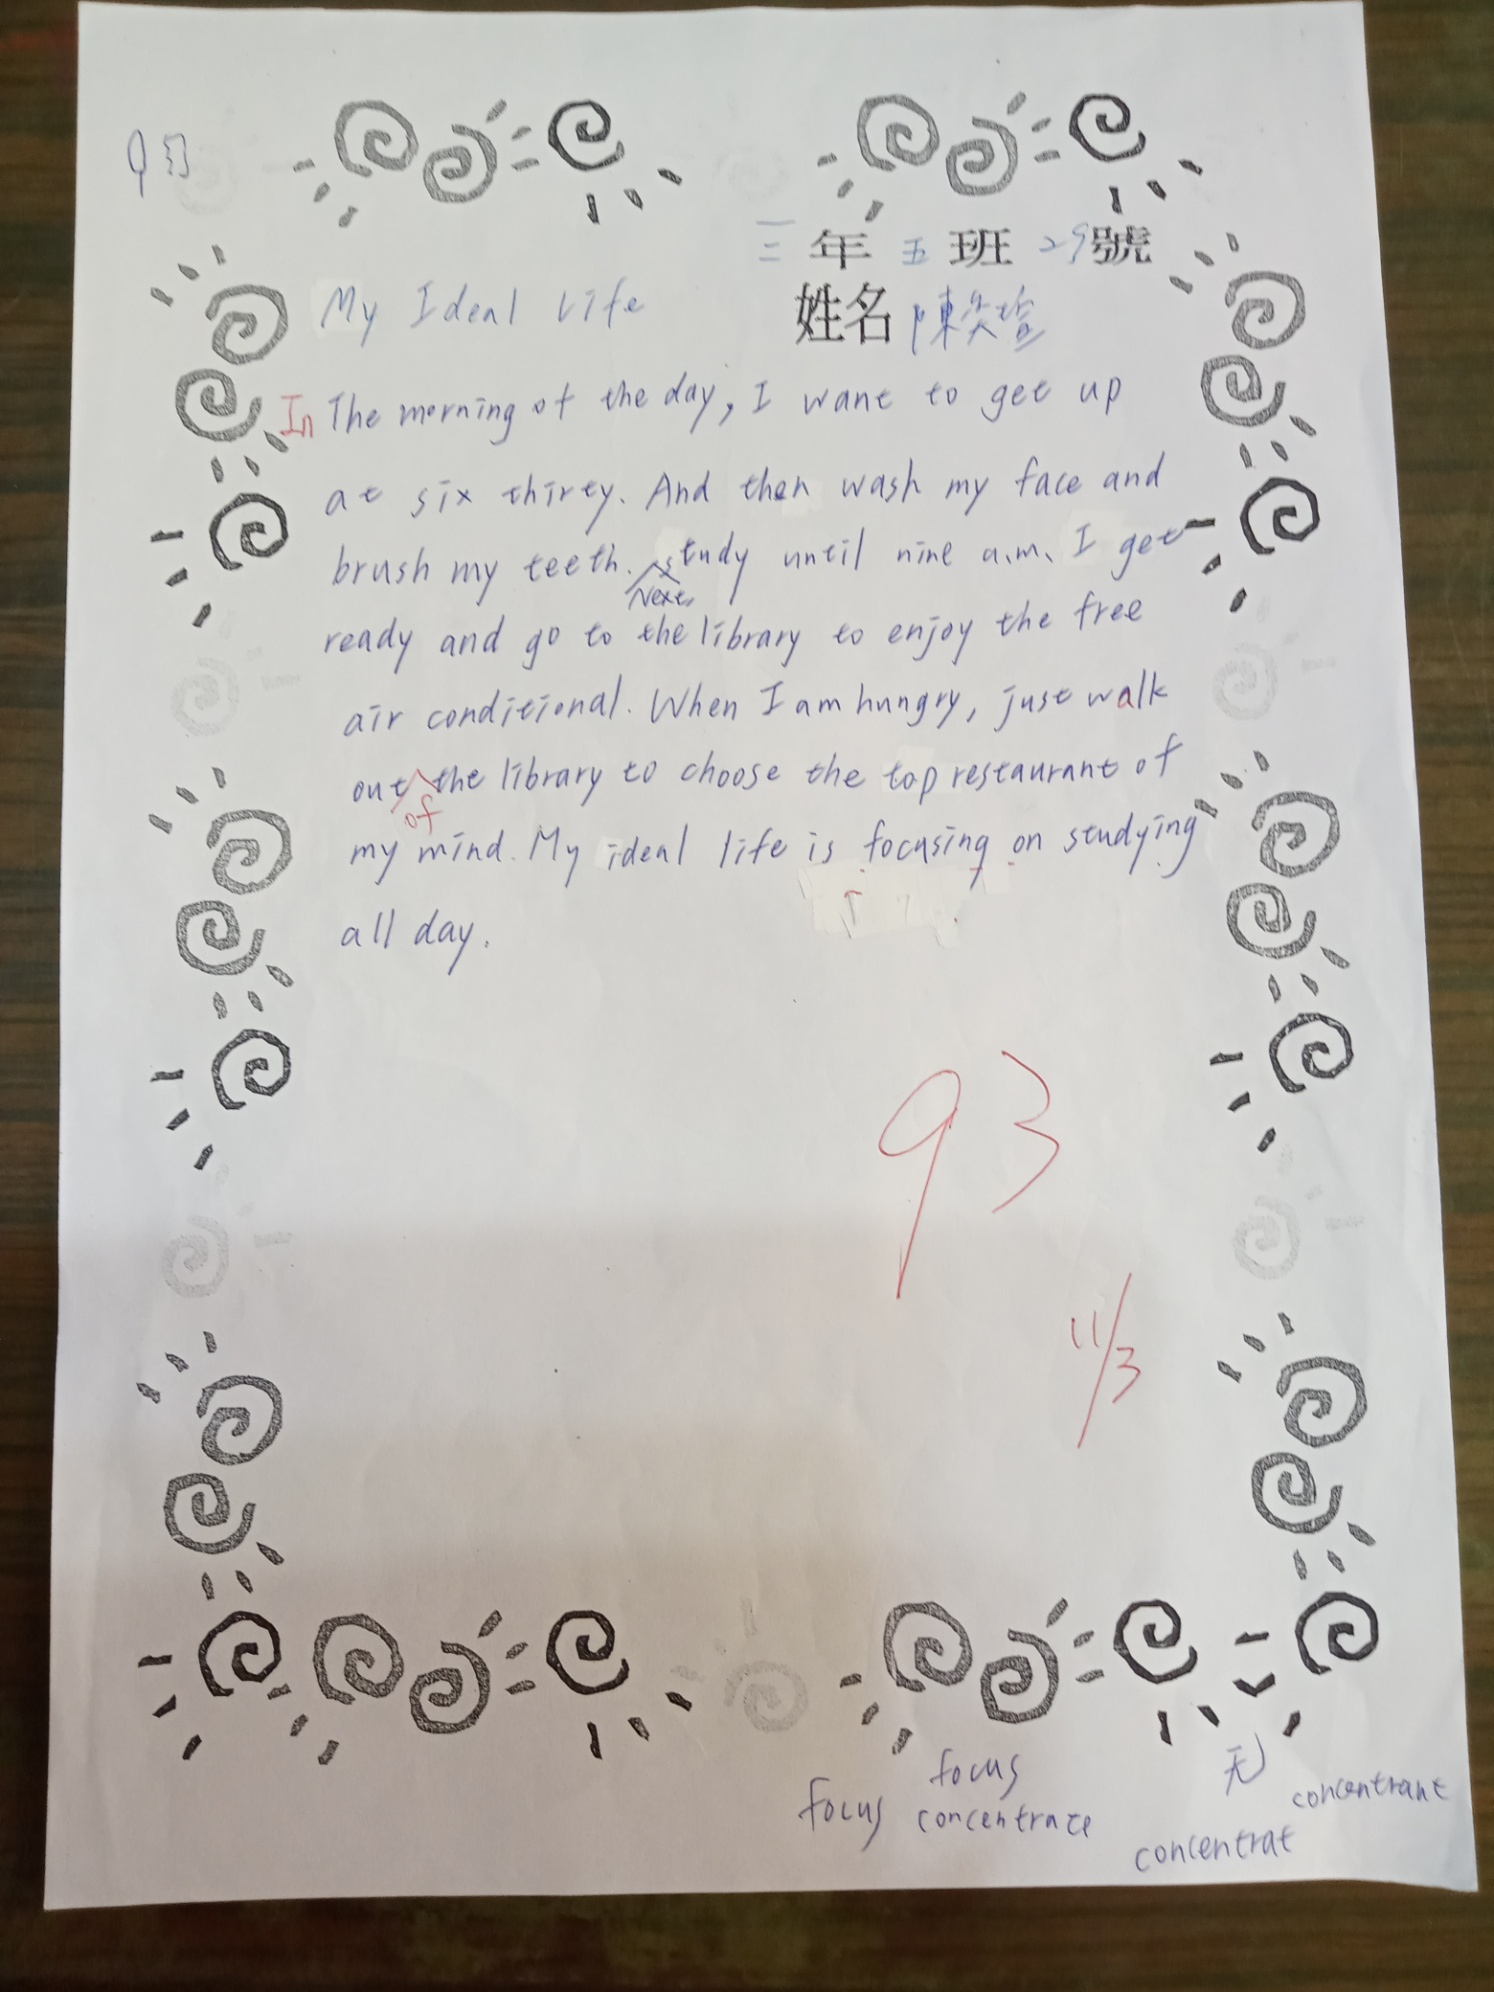 9月
三年五班29號
My Ideal Life
姓名 陳奕瑄
In The morning of the day, I want to get up
at six thirty. And then wash my face and
brush my teeth. Next, study until nine a.m. I get
ready and go to the library to enjoy the free
air conditional. When I am hungry, just walk
out of the library to choose the top restaurant of
my mind. My ideal life is focusing on studying
all day.
93
11/3
focus
focus concentrate
concentrat
concentrant